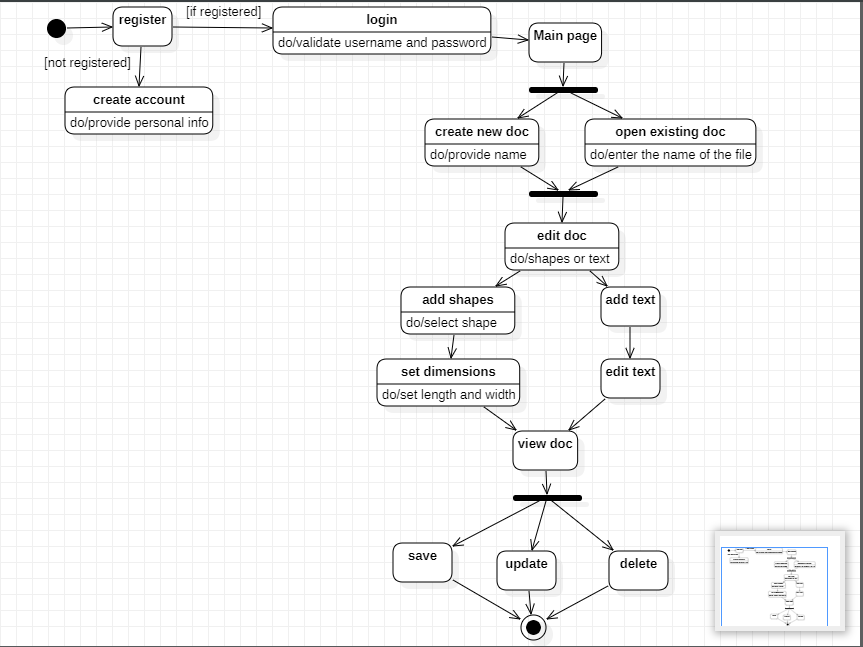 register
[if registered]
login
do/validate username and password
Main page
[not registered]
create account
do/provide personal info
create new doc
do/provide name
open existing doc
do/enter the name of the file
edit doc
do/shapes or text
add shapes
do/select shape
add text
set dimensions
do/set length and width
edit text
view doc
save
update
delete